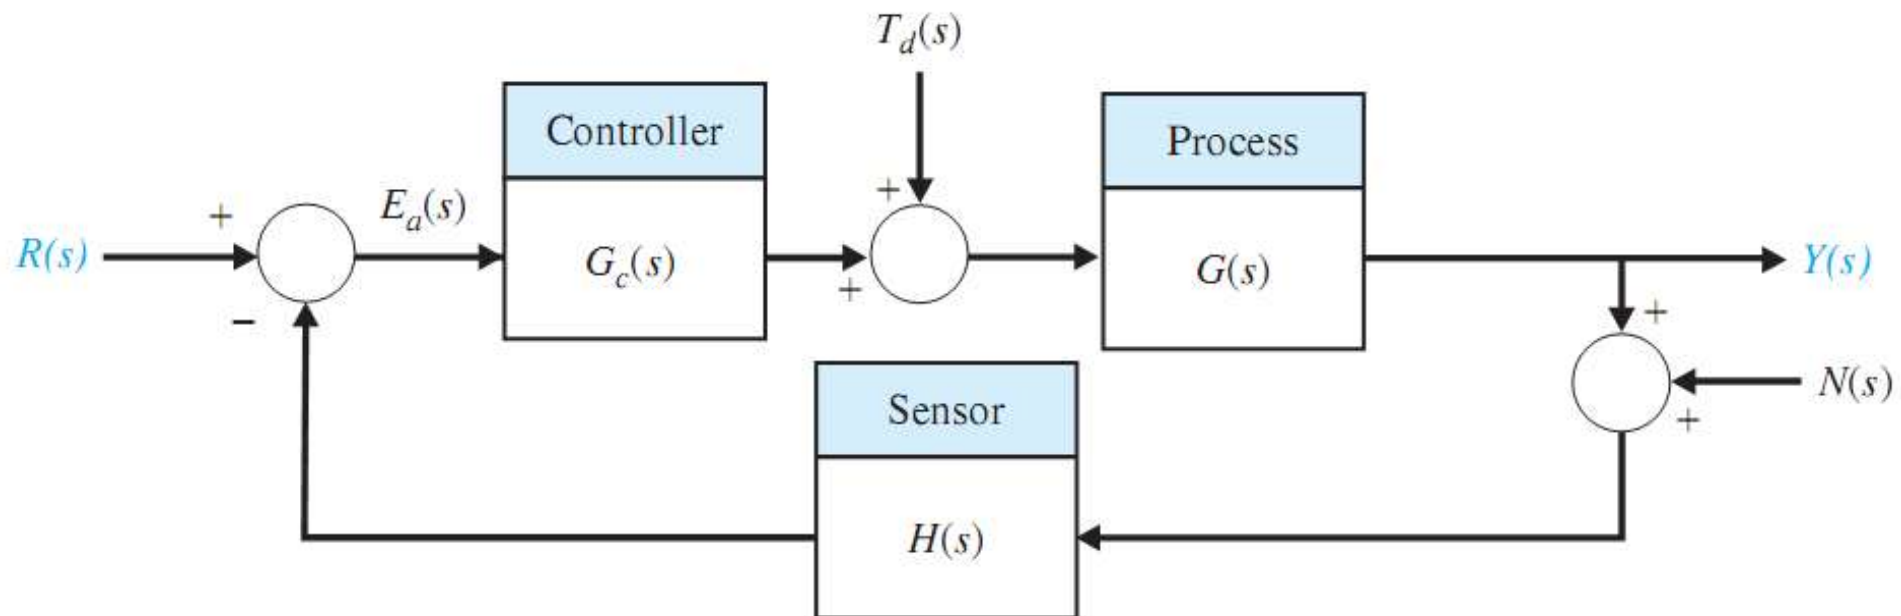 T_d(s)
+
Controller
Process
+
E_a(s)
R(s)
G_c(s)
+
G(s)
Y(s)
−
+
Sensor
N(s)
+
H(s)